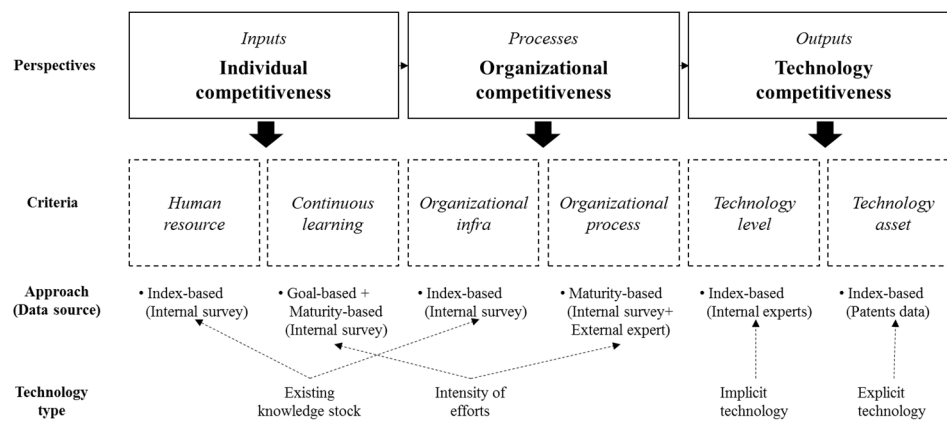 Perspectives
Inputs
Individual
competitiveness
Processes
Organizational
competitiveness
Outputs
Technology
competitiveness
Criteria
Human
resource
Continuous
learning
Organizational
infra
Organizational
process
Technology
level
Technology
asset
Approach
(Data source)
• Index-based
(Internal survey)
• Goal-based +
Maturity-based
(Internal survey)
• Index-based
(Internal survey)
• Maturity-based
(Internal survey+
External expert)
• Index-based
(Internal experts)
• Index-based
(Patents data)
Technology
type
Existing
knowledge stock
Intensity of
efforts
Implicit
technology
Explicit
technology